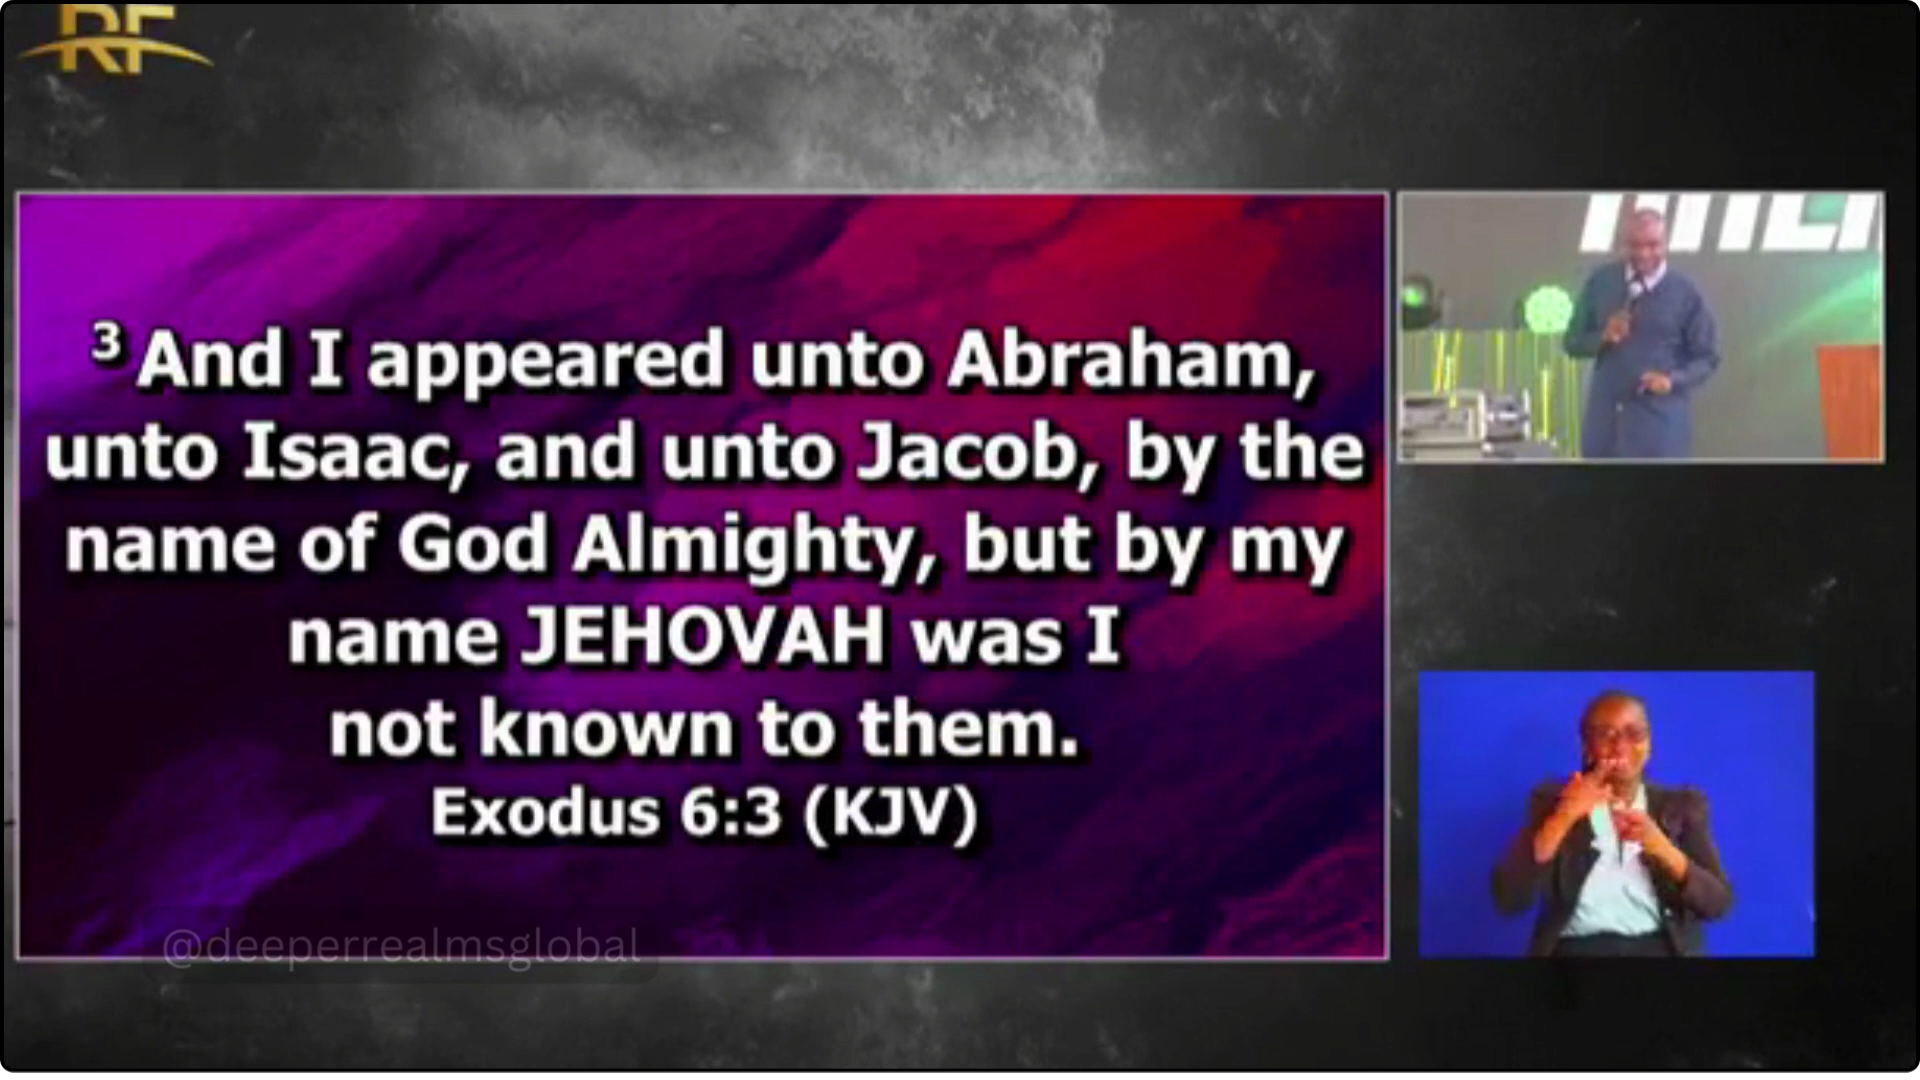 RF
3 And I appeared unto Abraham,
unto Isaac, and unto Jacob, by the
name of God Almighty, but by my
name JEHOVAH was I
not known to them.
Exodus 6:3 (KJV)
@deeperrealmsglobal